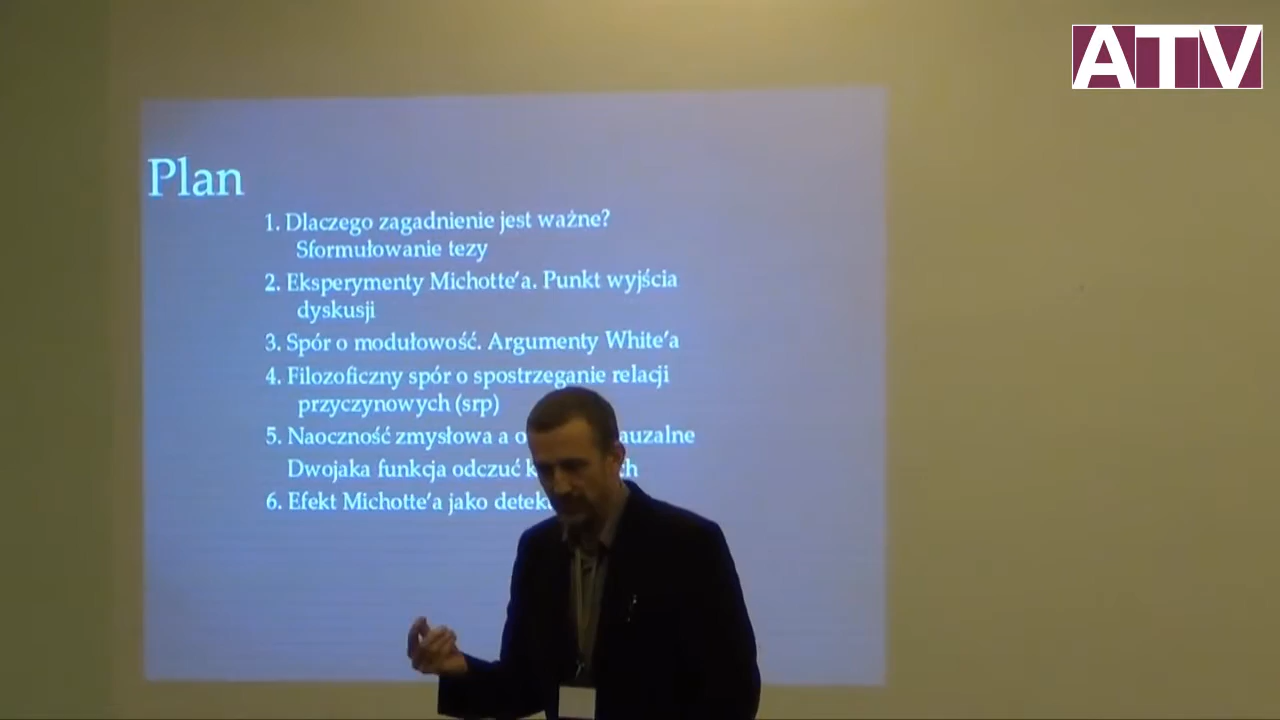 ATV
Plan
1. Dlaczego zagadnienie jest ważne?
Sformułowanie tezy
2. Eksperymenty Michotte'a. Punkt wyjścia
dyskusji
3. Spór o modułowość. Argumenty White'a
4. Filozoficzny spór o spostrzeganie relacji
przyczynowych (srp)
5. Naoczność zmysłowa a
Dwojaka funkcja odczuć
6. Efekt Michotte'a jako